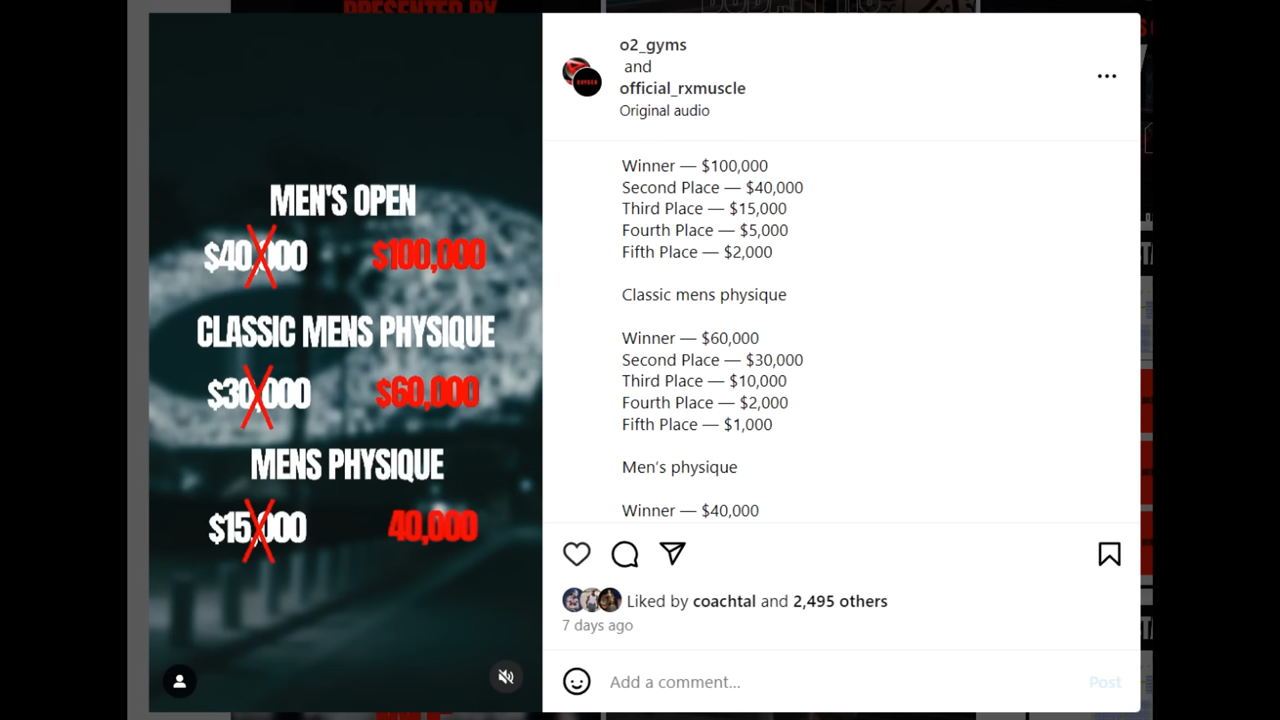 PRESENTED BY
MEN'S OPEN
$40,000 $100,000
CLASSIC MENS PHYSIQUE
$30,000 $60,000
MENS PHYSIQUE
$15,000 40,000
o2_gyms
and
official_rxmuscle
Original audio
Winner — $100,000
Second Place — $40,000
Third Place — $15,000
Fourth Place — $5,000
Fifth Place — $2,000
Classic mens physique
Winner — $60,000
Second Place — $30,000
Third Place — $10,000
Fourth Place — $2,000
Fifth Place — $1,000
Men's physique
Winner — $40,000
Liked by coachtal and 2,495 others
7 days ago
Add a comment...
Post